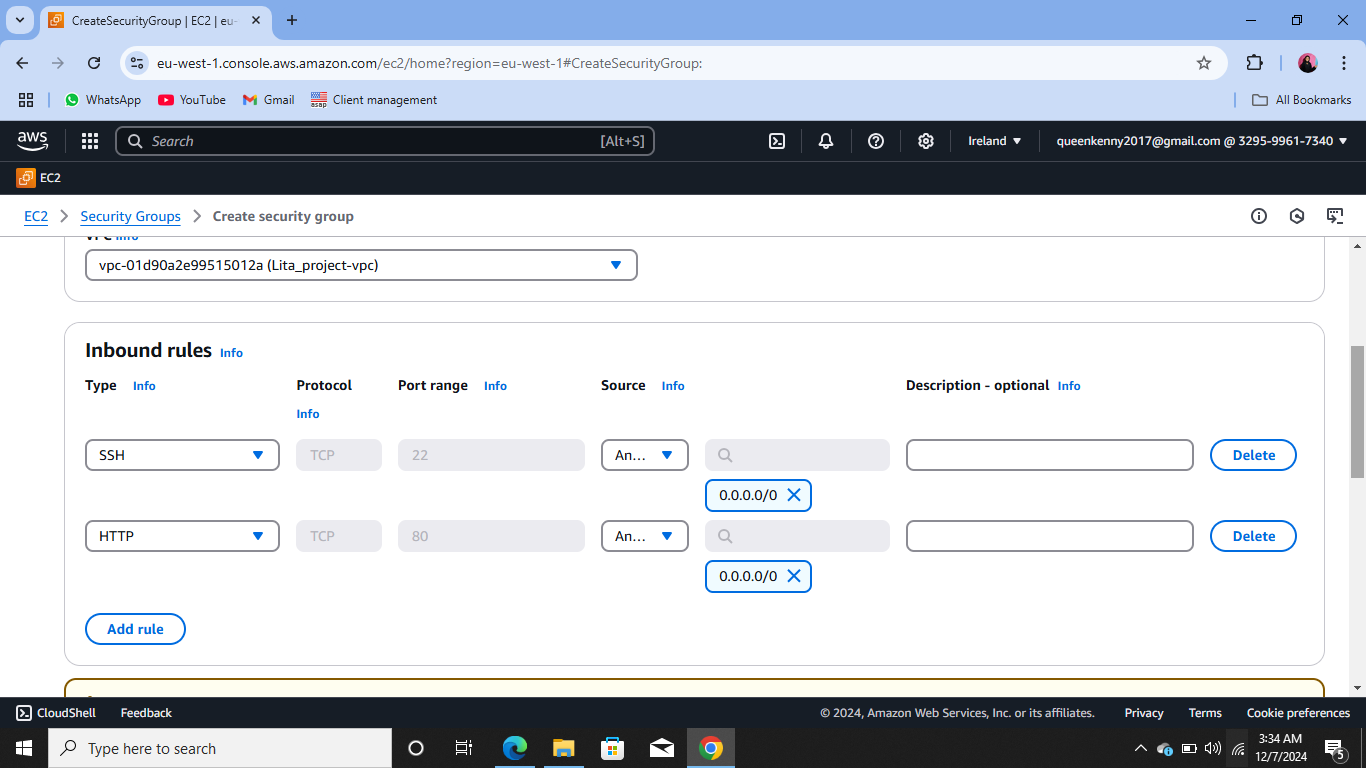 CreateSecurityGroup | EC2 | eu-
eu-west-1.console.aws.amazon.com/ec2/home?region=eu-west-1#CreateSecurityGroup:
WhatsApp YouTube Gmail asap Client management All Bookmarks
aws Search [Alt+S] Ireland queenkenny2017@gmail.com @ 3295-9961-7340
EC2
EC2 Security Groups Create security group
VPC Info
vpc-01d90a2e99515012a (Lita_project-vpc)
Inbound rules Info
Type Info Protocol Port range Info Source Info Description - optional Info
Info
SSH TCP 22 An... Delete
0.0.0.0/0
HTTP TCP 80 An... Delete
0.0.0.0/0
Add rule
CloudShell Feedback © 2024, Amazon Web Services, Inc. or its affiliates. Privacy Terms Cookie preferences
Type here to search
3:34 AM
12/7/2024
5